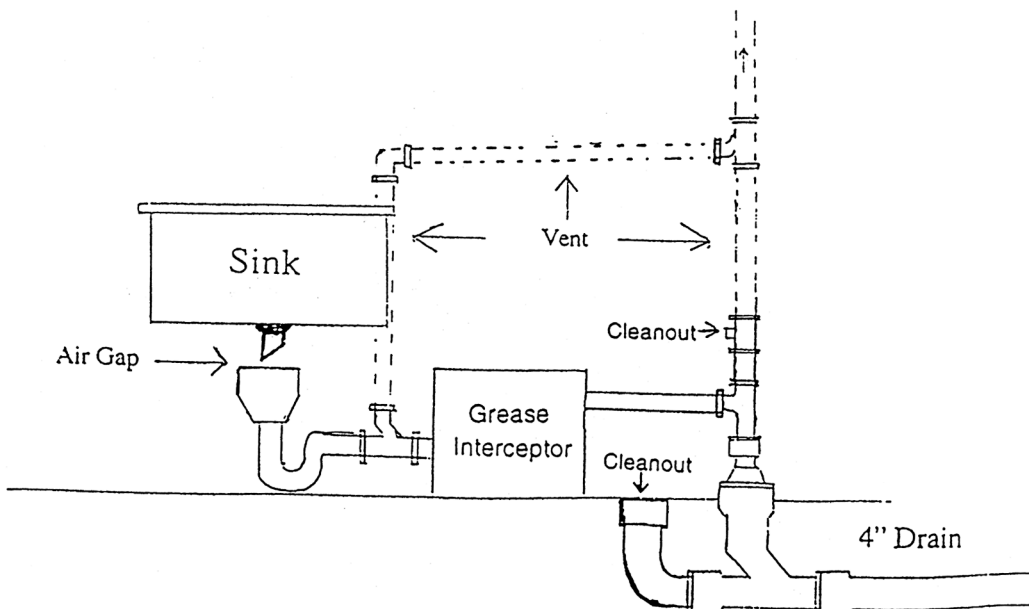 Vent
Sink
Cleanout
Air Gap
Grease
Interceptor
Cleanout
4" Drain